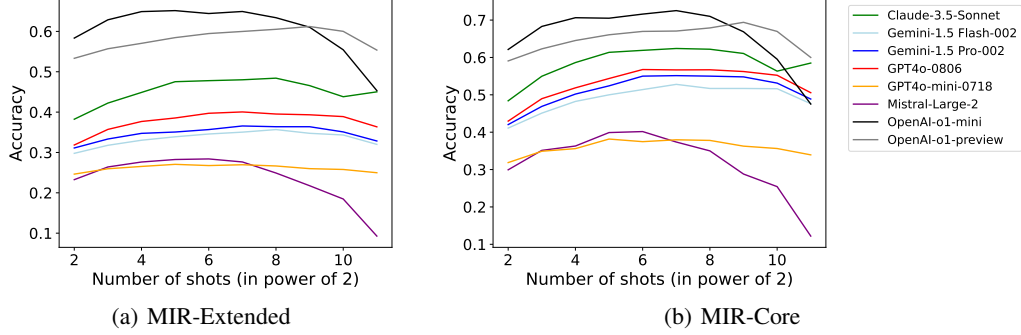 0.6
0.5
0.4
0.3
0.2
0.1
Accuracy
2 4 6 8 10
Number of shots (in power of 2)
(a) MIR-Extended
0.7
0.6
0.5
0.4
0.3
0.2
0.1
Accuracy
2 4 6 8 10
Number of shots (in power of 2)
(b) MIR-Core
Claude-3.5-Sonnet
Gemini-1.5 Flash-002
Gemini-1.5 Pro-002
GPT4o-0806
GPT4o-mini-0718
Mistral-Large-2
OpenAI-o1-mini
OpenAI-o1-preview